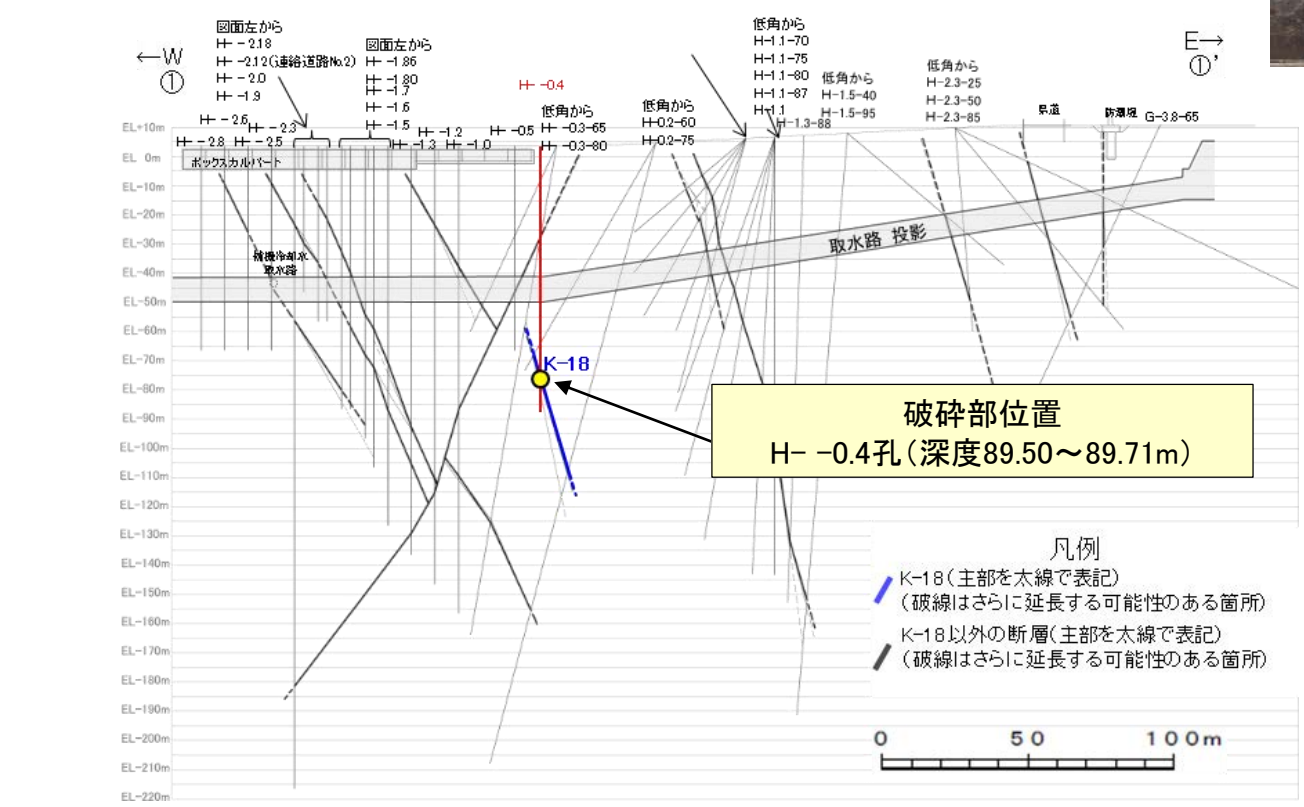 ←W
①
図面左から
H- -2.18
H- -2.12(連絡道路No.2)
H- -2.0
H- -1.9
図面左から
H- -1.85
H- -1.80
H- -1.7
H- -1.6
H- -1.5
H- -0.4
低角から
H-1.1-70
H-1.1-75
H-1.1-80
H-1.1-87
H-1.1
H-1.3-88
低角から
H-1.5-40
H-1.5-95
低角から
H-2.3-25
H-2.3-50
H-2.3-85
E→
①'
県道
防潮堤
G-3.8-65
H- -2.6
H- -2.3
H- -2.8
H- -2.5
H- -1.2
H- -0.5
H- -1.3
H- -1.0
低角から
H- -0.3-65
H- -0.3-80
低角から
H-0.2-60
H-0.2-75
EL+10m
EL 0m
EL-10m
EL-20m
EL-30m
EL-40m
EL-50m
EL-60m
EL-70m
EL-80m
EL-90m
EL-100m
EL-110m
EL-120m
EL-130m
EL-140m
EL-150m
EL-160m
EL-170m
EL-180m
EL-190m
EL-200m
EL-210m
EL-220m
ボックスカルバート
補機冷却水
取水路
取水路 投影
K-18
破砕部位置
H- -0.4孔(深度89.50～89.71m)
凡例
K-18(主部を太線で表記)
(破線はさらに延長する可能性のある箇所)
K-18以外の断層(主部を太線で表記)
(破線はさらに延長する可能性のある箇所)
0 50 100m